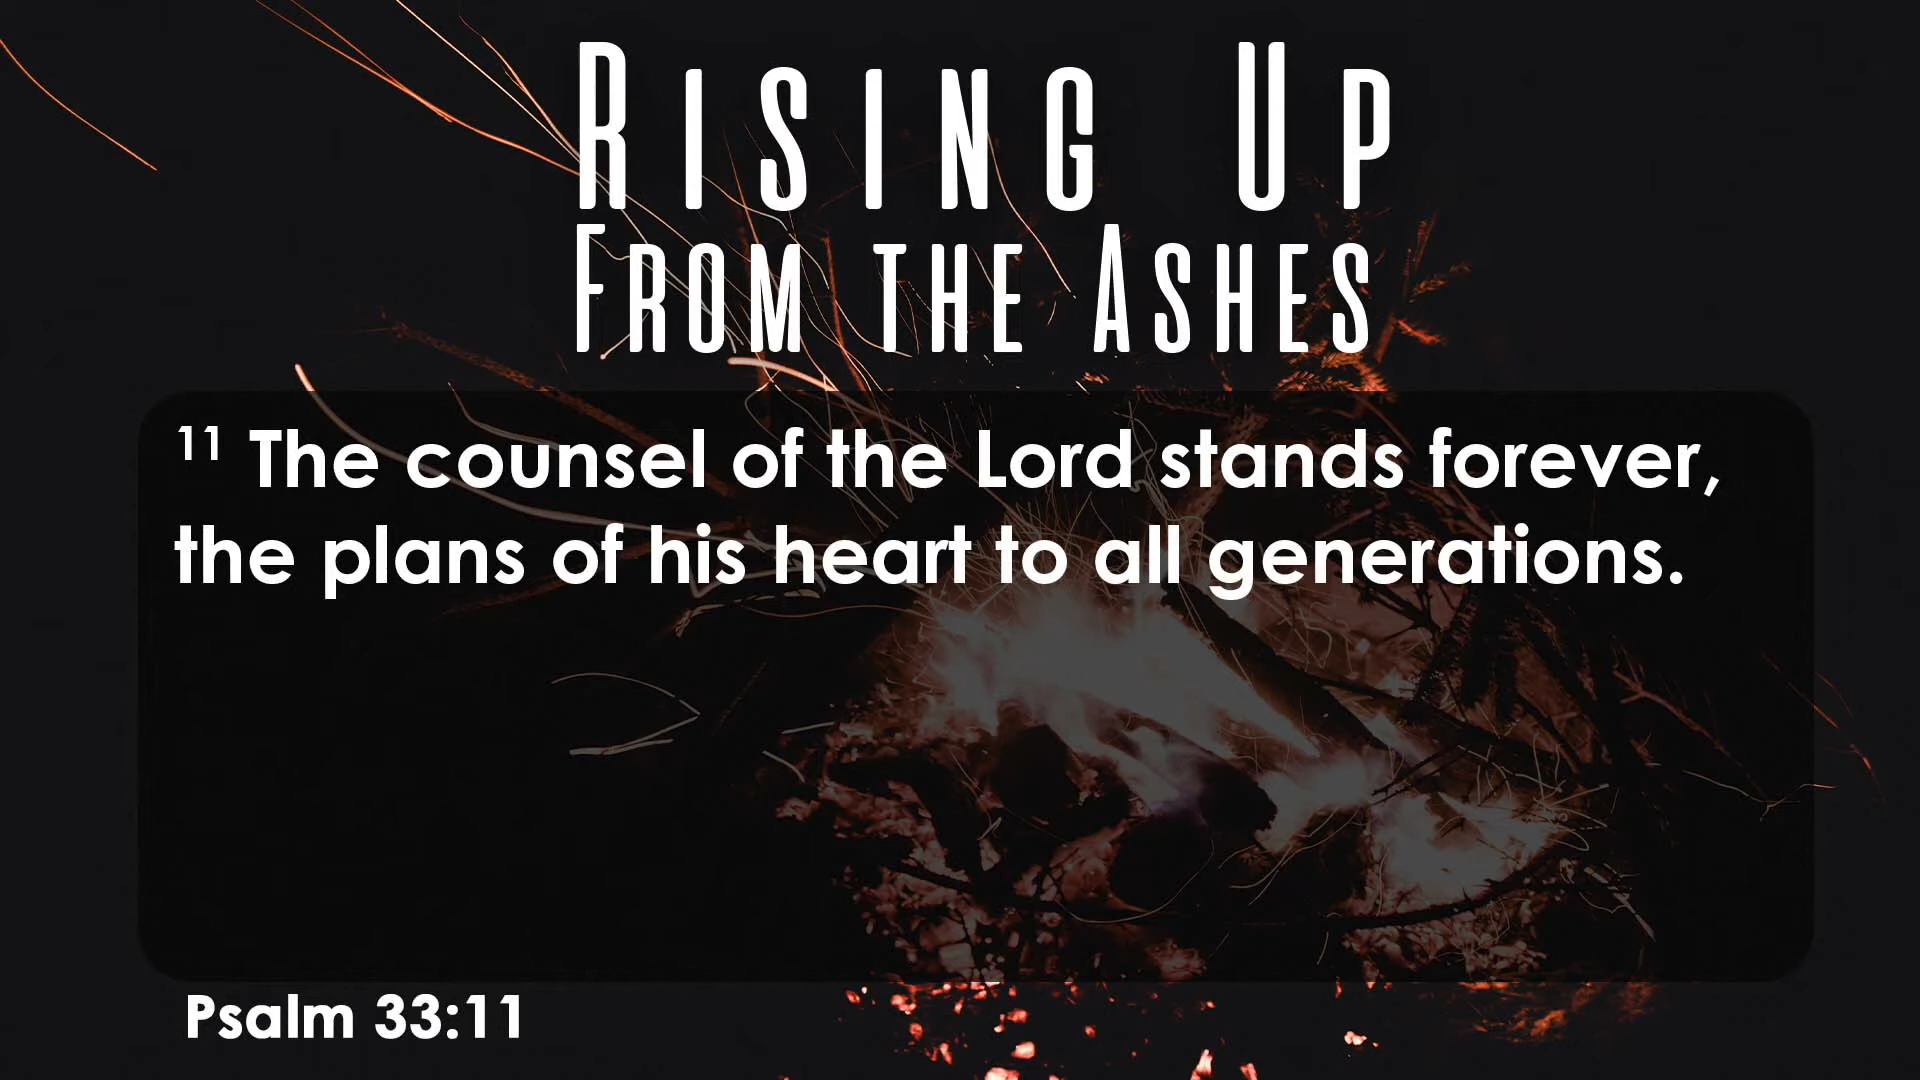 Rising Up
From the Ashes
11 The counsel of the Lord stands forever,
the plans of his heart to all generations.
Psalm 33:11